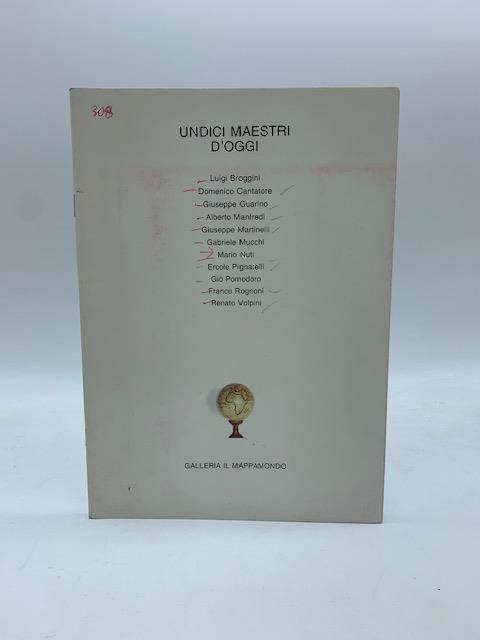 308
UNDICI MAESTRI
D'OGGI
Luigi Broggini
Domenico Cantatore
Giuseppe Guarino
Alberto Manfredi
Giuseppe Martinelli
Gabriele Mucchi
Mario Nuti
Ercole Pignatelli
Giò Pomodoro
Franco Rognoni
Renato Volpini
GALLERIA IL MAPPAMONDO